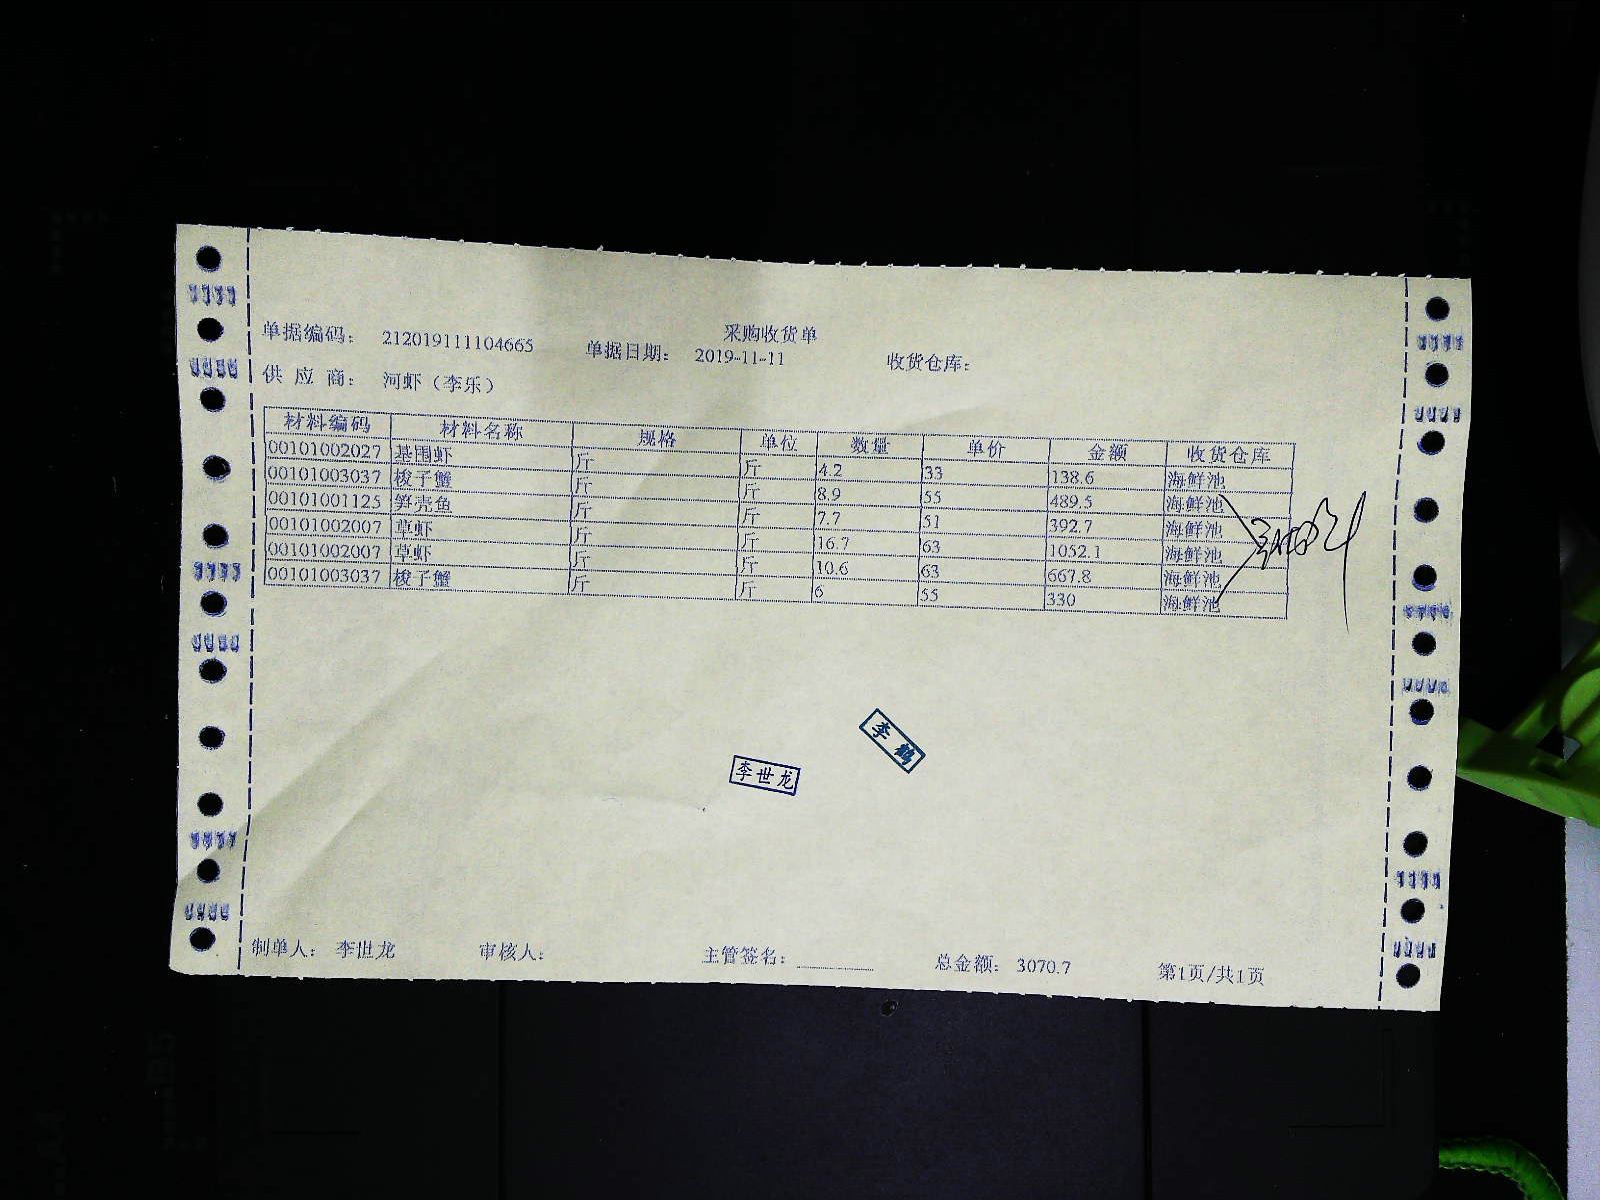 采购收货单
单据编码： 212019111104665 单据日期： 2019-11-11 收货仓库：
供 应 商： 河虾（李乐）
材料编码 材料名称 规格 单位 数量 单价 金额 收货仓库
00101002027 基围虾 斤 斤 4.2 33 138.6 海鲜池
00101003037 梭子蟹 斤 斤 8.9 55 489.5 海鲜池
00101001125 笋壳鱼 斤 斤 7.7 51 392.7 海鲜池
00101002007 草虾 斤 斤 16.7 63 1052.1 海鲜池
00101002007 草虾 斤 斤 10.6 63 667.8 海鲜池
00101003037 梭子蟹 斤 斤 6 55 330 海鲜池
李鹤
李世龙
制单人： 李世龙 审核人： 主管签名： 总金额： 3070.7 第1页/共1页